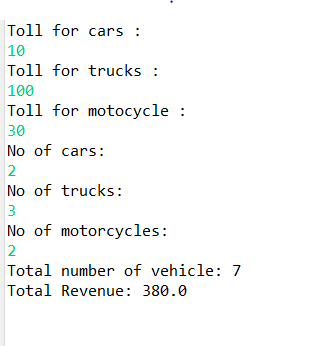 Toll for cars :
10
Toll for trucks :
100
Toll for motocycle :
30
No of cars:
2
No of trucks:
3
No of motorcycles:
2
Total number of vehicle: 7
Total Revenue: 380.0